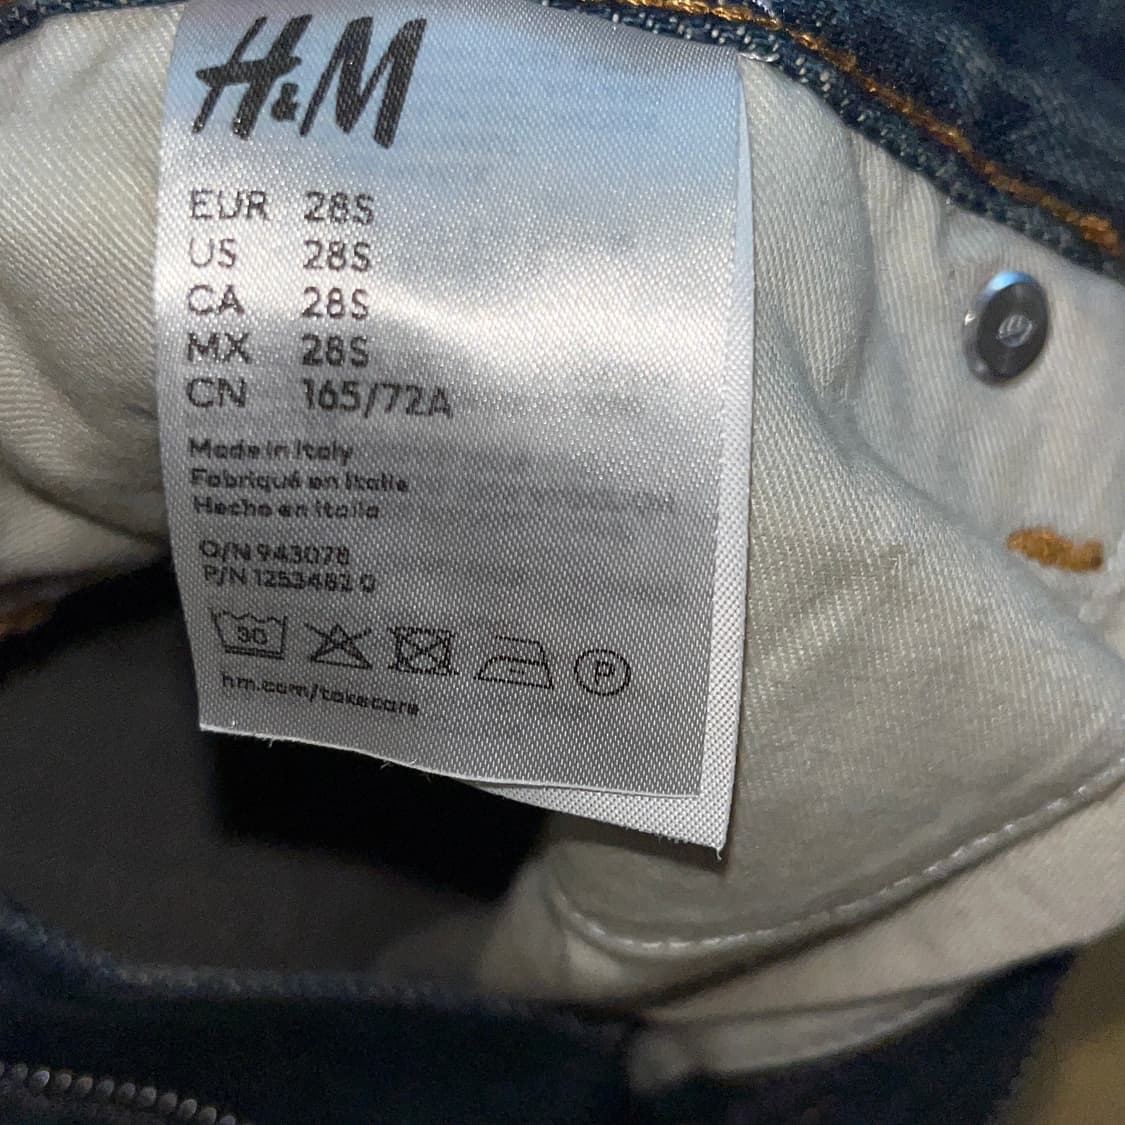 H&M
EUR 28S
US 28S
CA 28S
MX 28S
CN 165/72A
Made in Italy
Fabriqué en Italie
Hecho en Italia
O/N 943078
P/N 1253482 0
30
P
hm.com/takecare